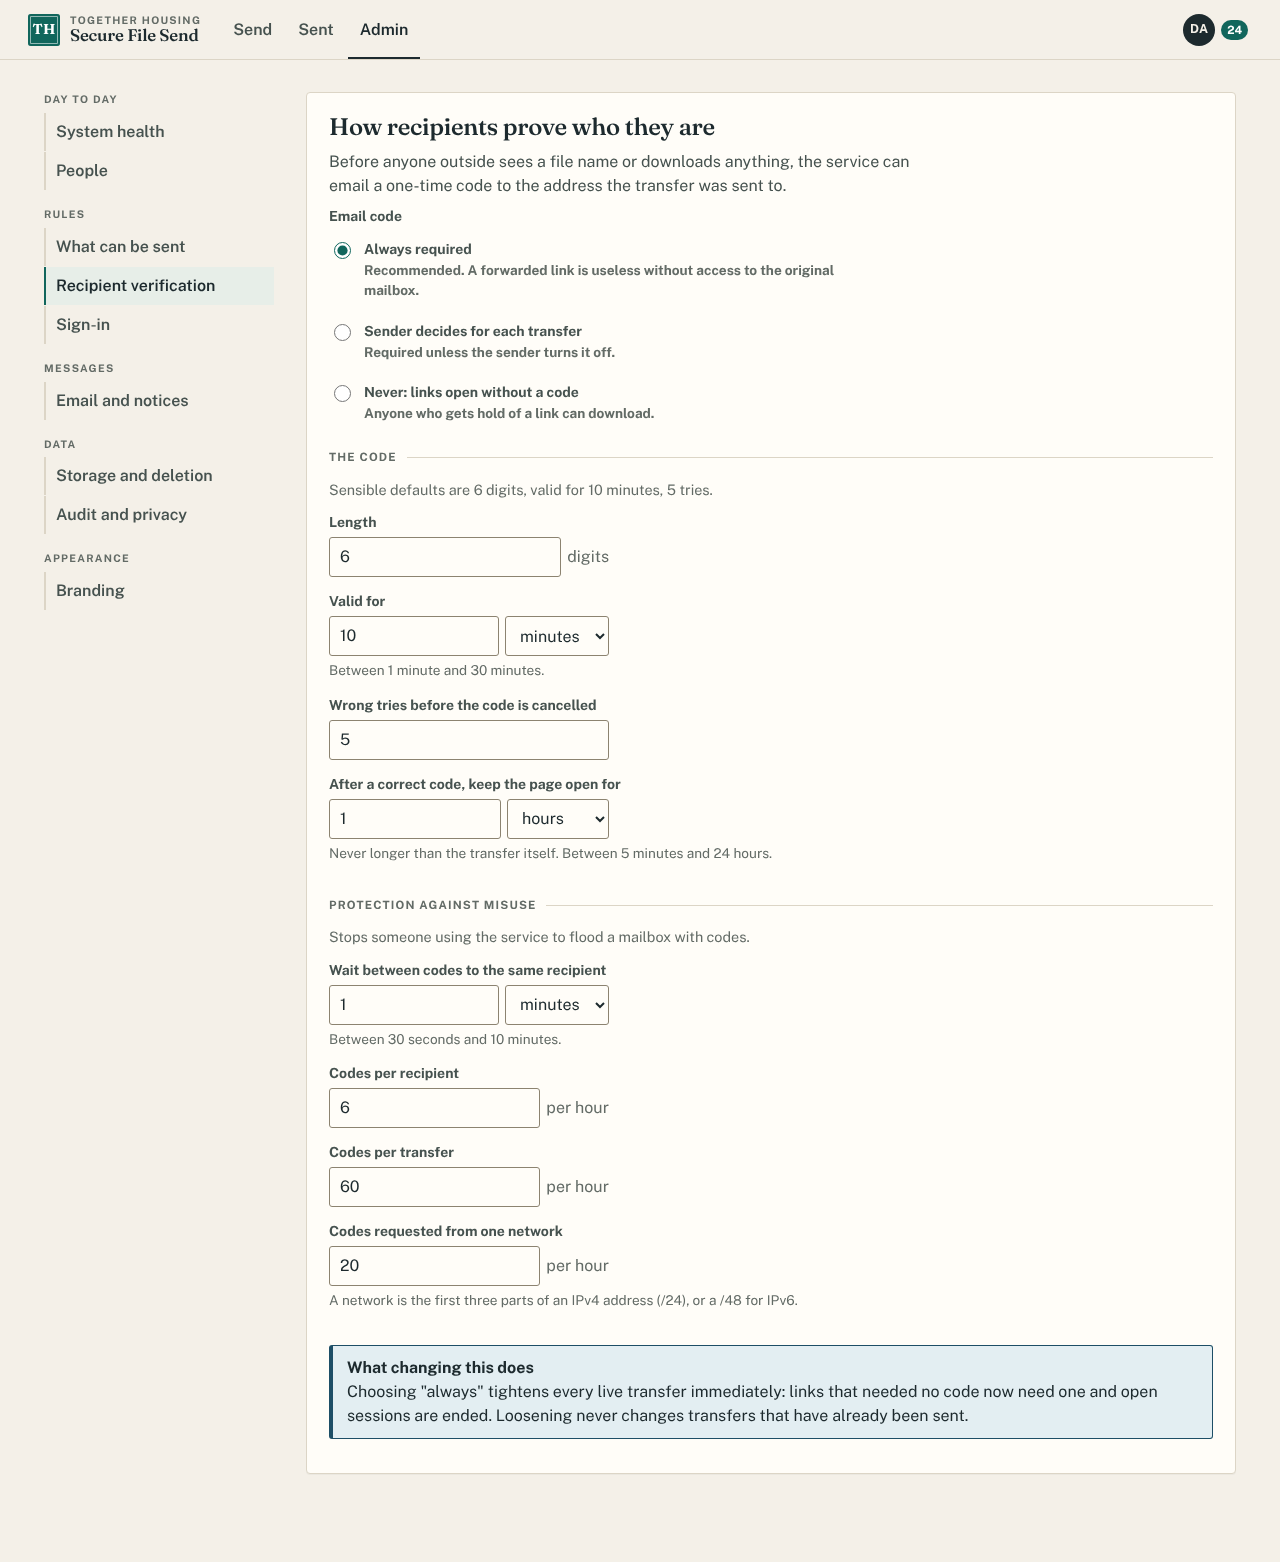 TH
TOGETHER HOUSING
Secure File Send
Send
Sent
Admin
DA
24
DAY TO DAY
System health
People
RULES
What can be sent
Recipient verification
Sign-in
MESSAGES
Email and notices
DATA
Storage and deletion
Audit and privacy
APPEARANCE
Branding
How recipients prove who they are
Before anyone outside sees a file name or downloads anything, the service can
email a one-time code to the address the transfer was sent to.
Email code
Always required
Recommended. A forwarded link is useless without access to the original
mailbox.
Sender decides for each transfer
Required unless the sender turns it off.
Never: links open without a code
Anyone who gets hold of a link can download.
THE CODE
Sensible defaults are 6 digits, valid for 10 minutes, 5 tries.
Length
6 digits
Valid for
10 minutes
Between 1 minute and 30 minutes.
Wrong tries before the code is cancelled
5
After a correct code, keep the page open for
1 hours
Never longer than the transfer itself. Between 5 minutes and 24 hours.
PROTECTION AGAINST MISUSE
Stops someone using the service to flood a mailbox with codes.
Wait between codes to the same recipient
1 minutes
Between 30 seconds and 10 minutes.
Codes per recipient
6 per hour
Codes per transfer
60 per hour
Codes requested from one network
20 per hour
A network is the first three parts of an IPv4 address (/24), or a /48 for IPv6.
What changing this does
Choosing "always" tightens every live transfer immediately: links that needed no code now need one and open
sessions are ended. Loosening never changes transfers that have already been sent.